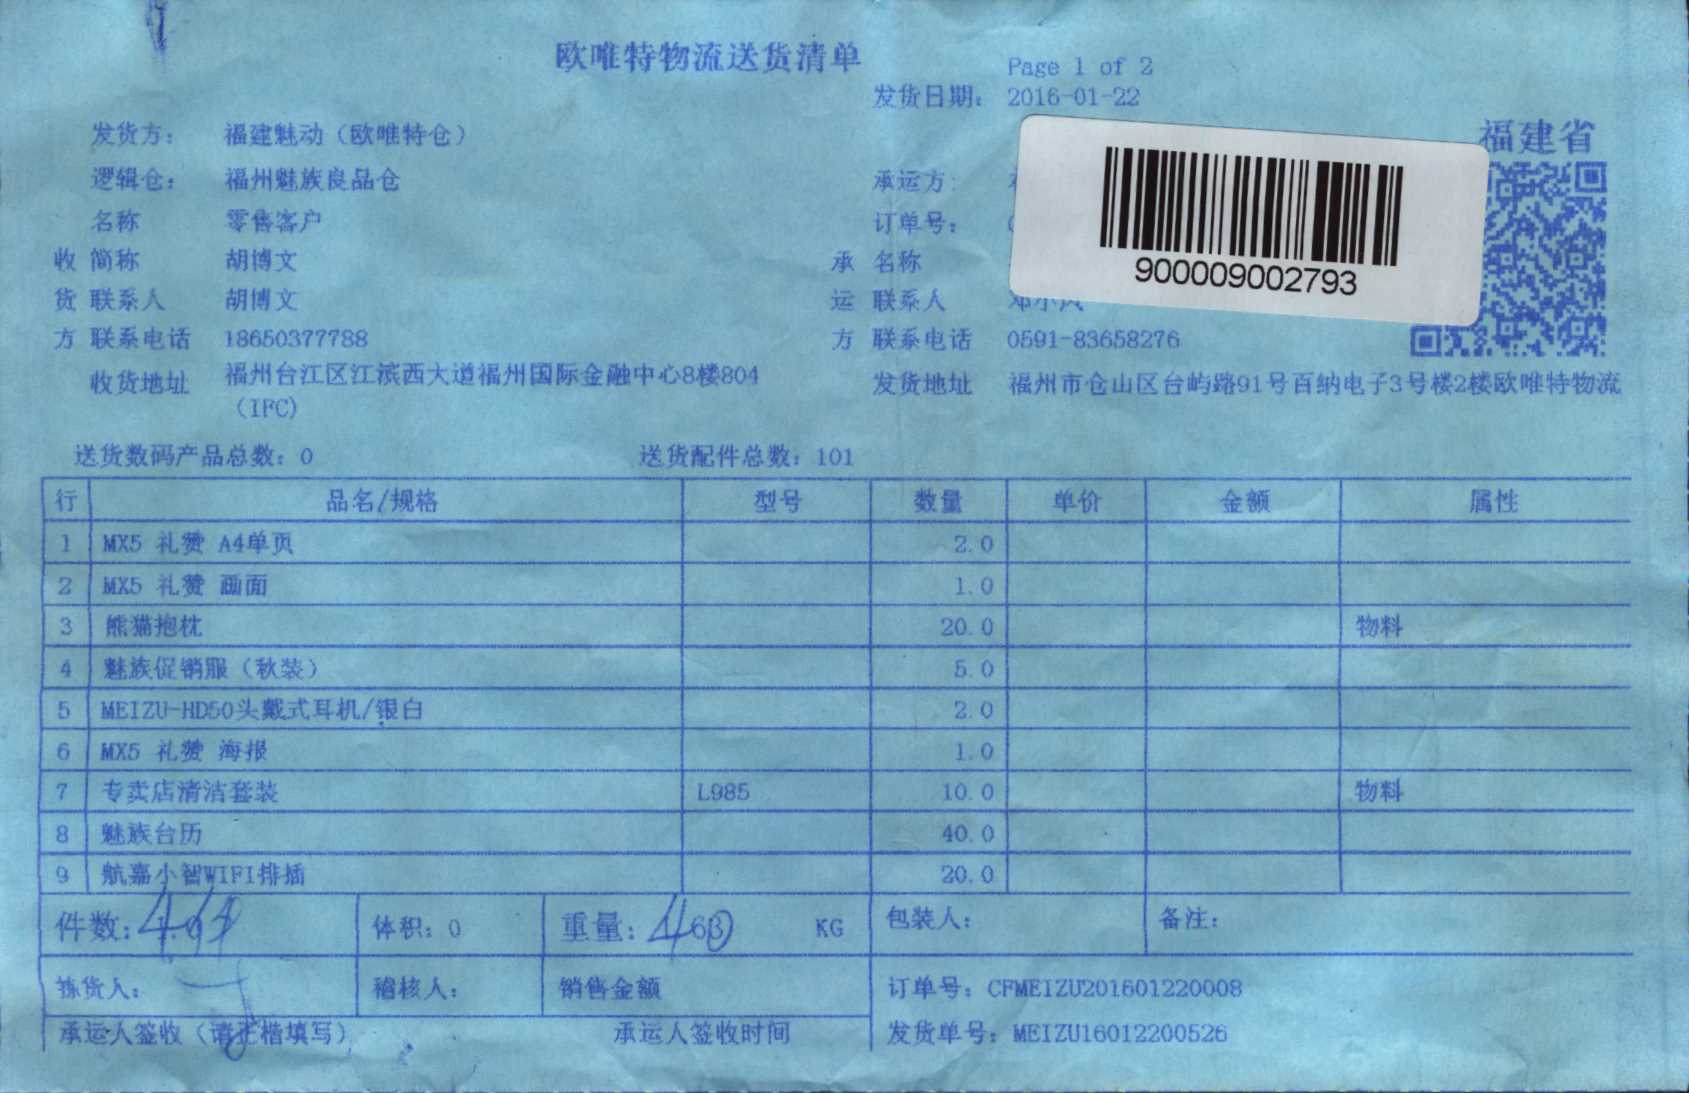 欧唯特物流送货清单
Page 1 of 2
发货日期： 2016-01-22
发货方： 福建魅动（欧唯特仓）
福建省
逻辑仓： 福州魅族良品仓 承运方：
名称 零售客户 订单号：
收 简称 胡博文 承 名称
货 联系人 胡博文 运 联系人
方 联系电话 18650377788 方 联系电话 0591-83658276
收货地址 福州台江区江滨西大道福州国际金融中心8楼804 发货地址 福州市仓山区台屿路91号百纳电子3号楼2楼欧唯特物流
（IFC）
900009002793
送货数码产品总数：0 送货配件总数：101
行 品名/规格 型号 数量 单价 金额 属性
1 MX5 礼赞 A4单页 2.0
2 MX5 礼赞 画面 1.0
3 熊猫抱枕 20.0 物料
4 魅族促销服（秋装） 5.0
5 MEIZU-HD50头戴式耳机/银白 2.0
6 MX5 礼赞 海报 1.0
7 专卖店清洁套装 L985 10.0 物料
8 魅族台历 40.0
9 航嘉小智WIFI排插 20.0
件数： 体积：0 重量： KG 包装人： 备注：
拣货人： 稽核人： 销售金额 订单号：CFMEIZU201601220008
承运人签收（请正楷填写） 承运人签收时间 发货单号：MEIZU16012200526